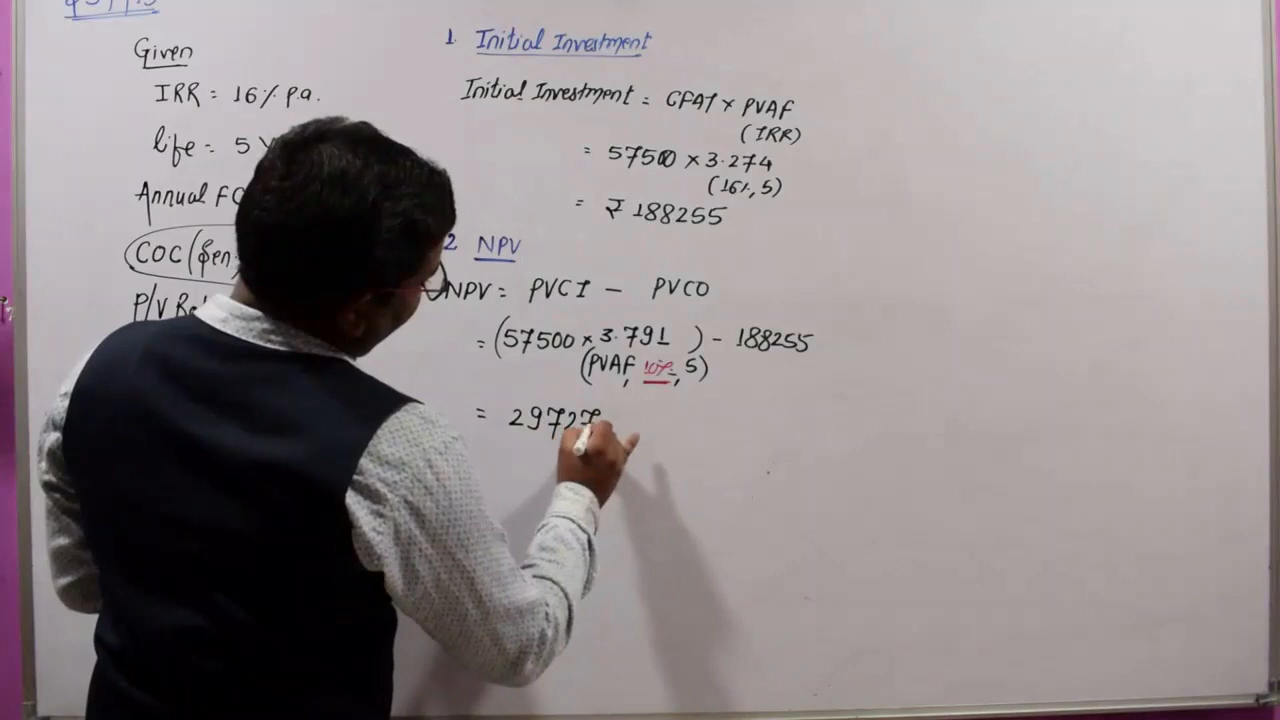 Given
IRR = 16% p.a.
life = 5
Annual FC
COC (Gen
P/V
1. Initial Investment
Initial Investment = CFAT × PVAF
(IRR)
= 57500 × 3.274
(16%, 5)
= ₹ 188255
2 NPV
NPV = PVCI - PVCO
= (57500 × 3.791) - 188255
(PVAF, 10%, 5)
= 29727